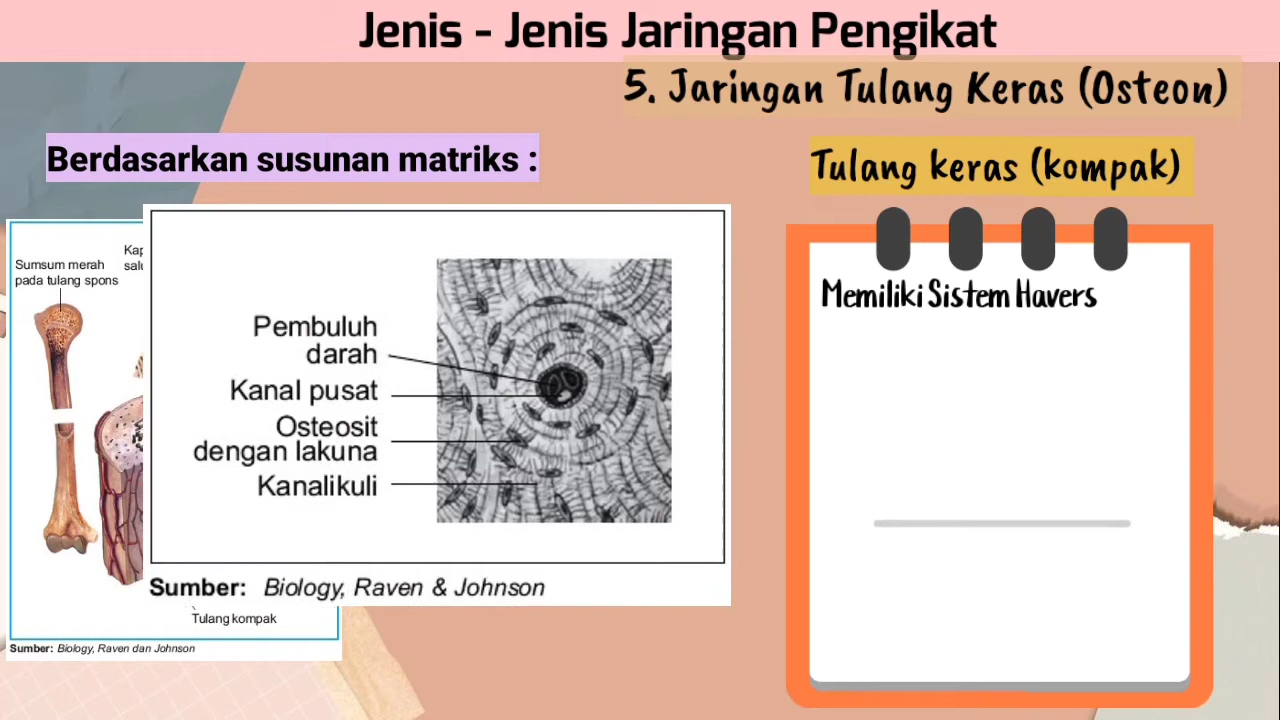 Jenis - Jenis Jaringan Pengikat
5. Jaringan Tulang Keras (Osteon)
Berdasarkan susunan matriks :
Tulang keras (kompak)
Sumsum merah
pada tulang spons
Pembuluh
darah
Kanal pusat
Osteosit
dengan lakuna
Kanalikuli
Sumber: Biology, Raven & Johnson
Tulang kompak
Sumber: Biology, Raven dan Johnson
Memiliki Sistem Havers